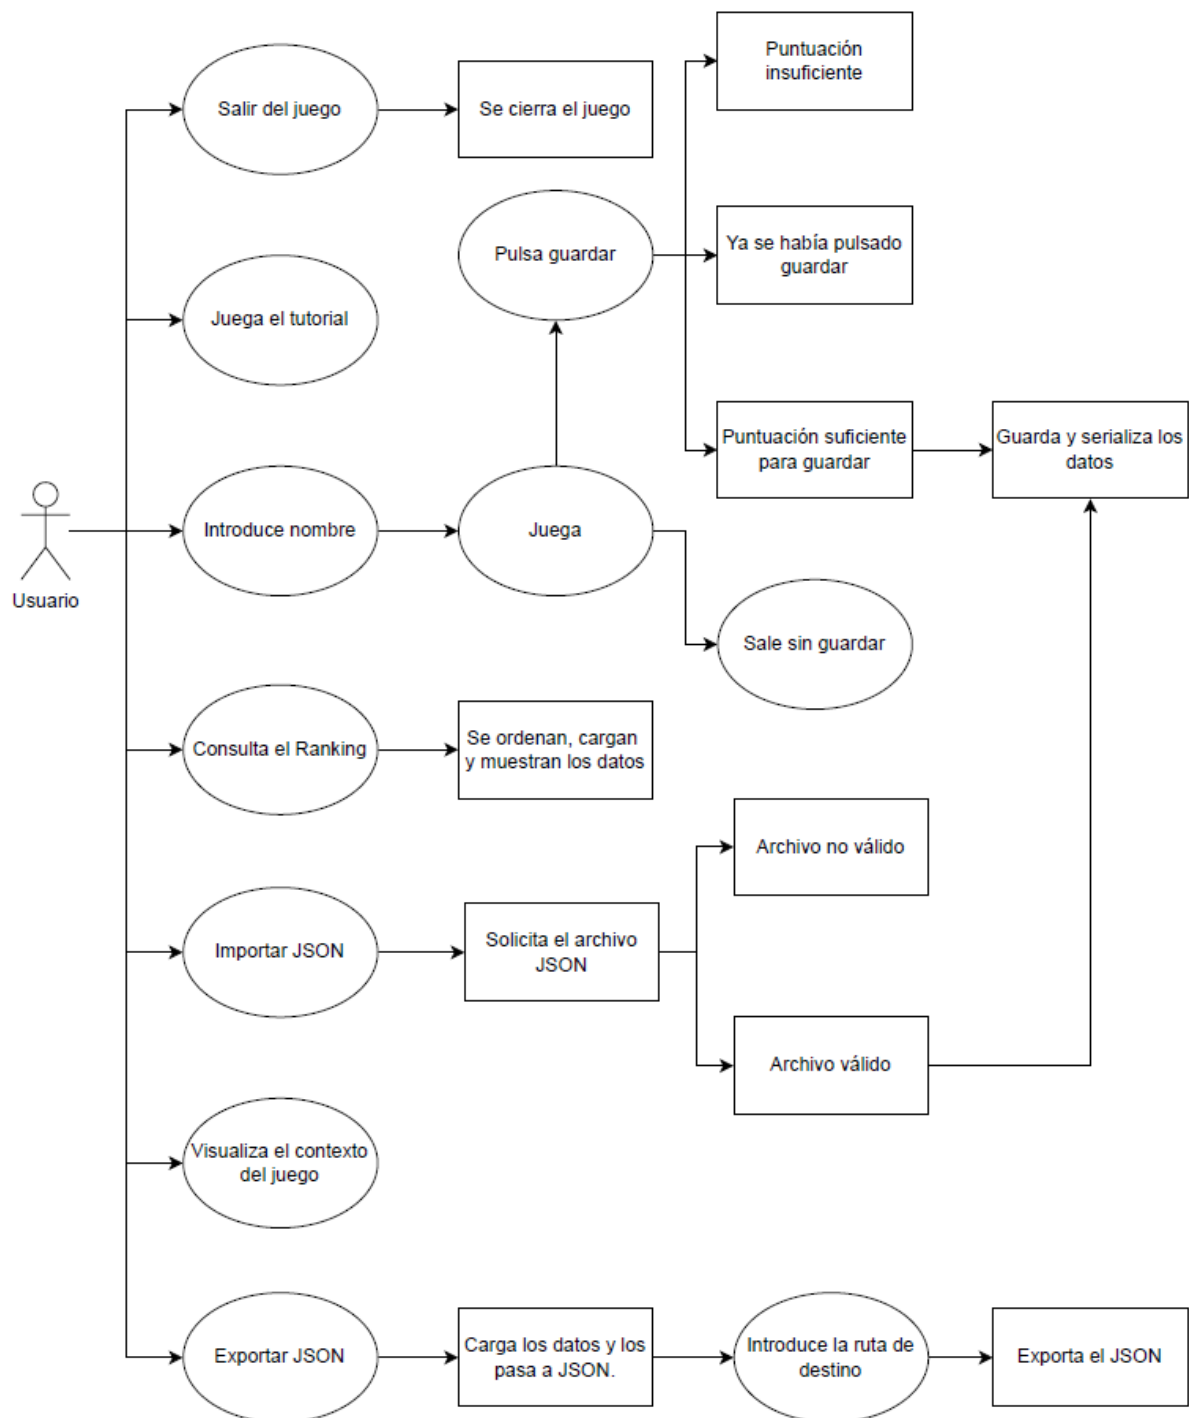 Puntuación
insuficiente
Salir del juego
Se cierra el juego
Pulsa guardar
Ya se había pulsado
guardar
Juega el tutorial
Puntuación suficiente
para guardar
Guarda y serializa los
datos
Usuario
Introduce nombre
Juega
Sale sin guardar
Consulta el Ranking
Se ordenan, cargan
y muestran los datos
Archivo no válido
Importar JSON
Solicita el archivo
JSON
Archivo válido
Visualiza el contexto
del juego
Exportar JSON
Carga los datos y los
pasa a JSON.
Introduce la ruta de
destino
Exporta el JSON